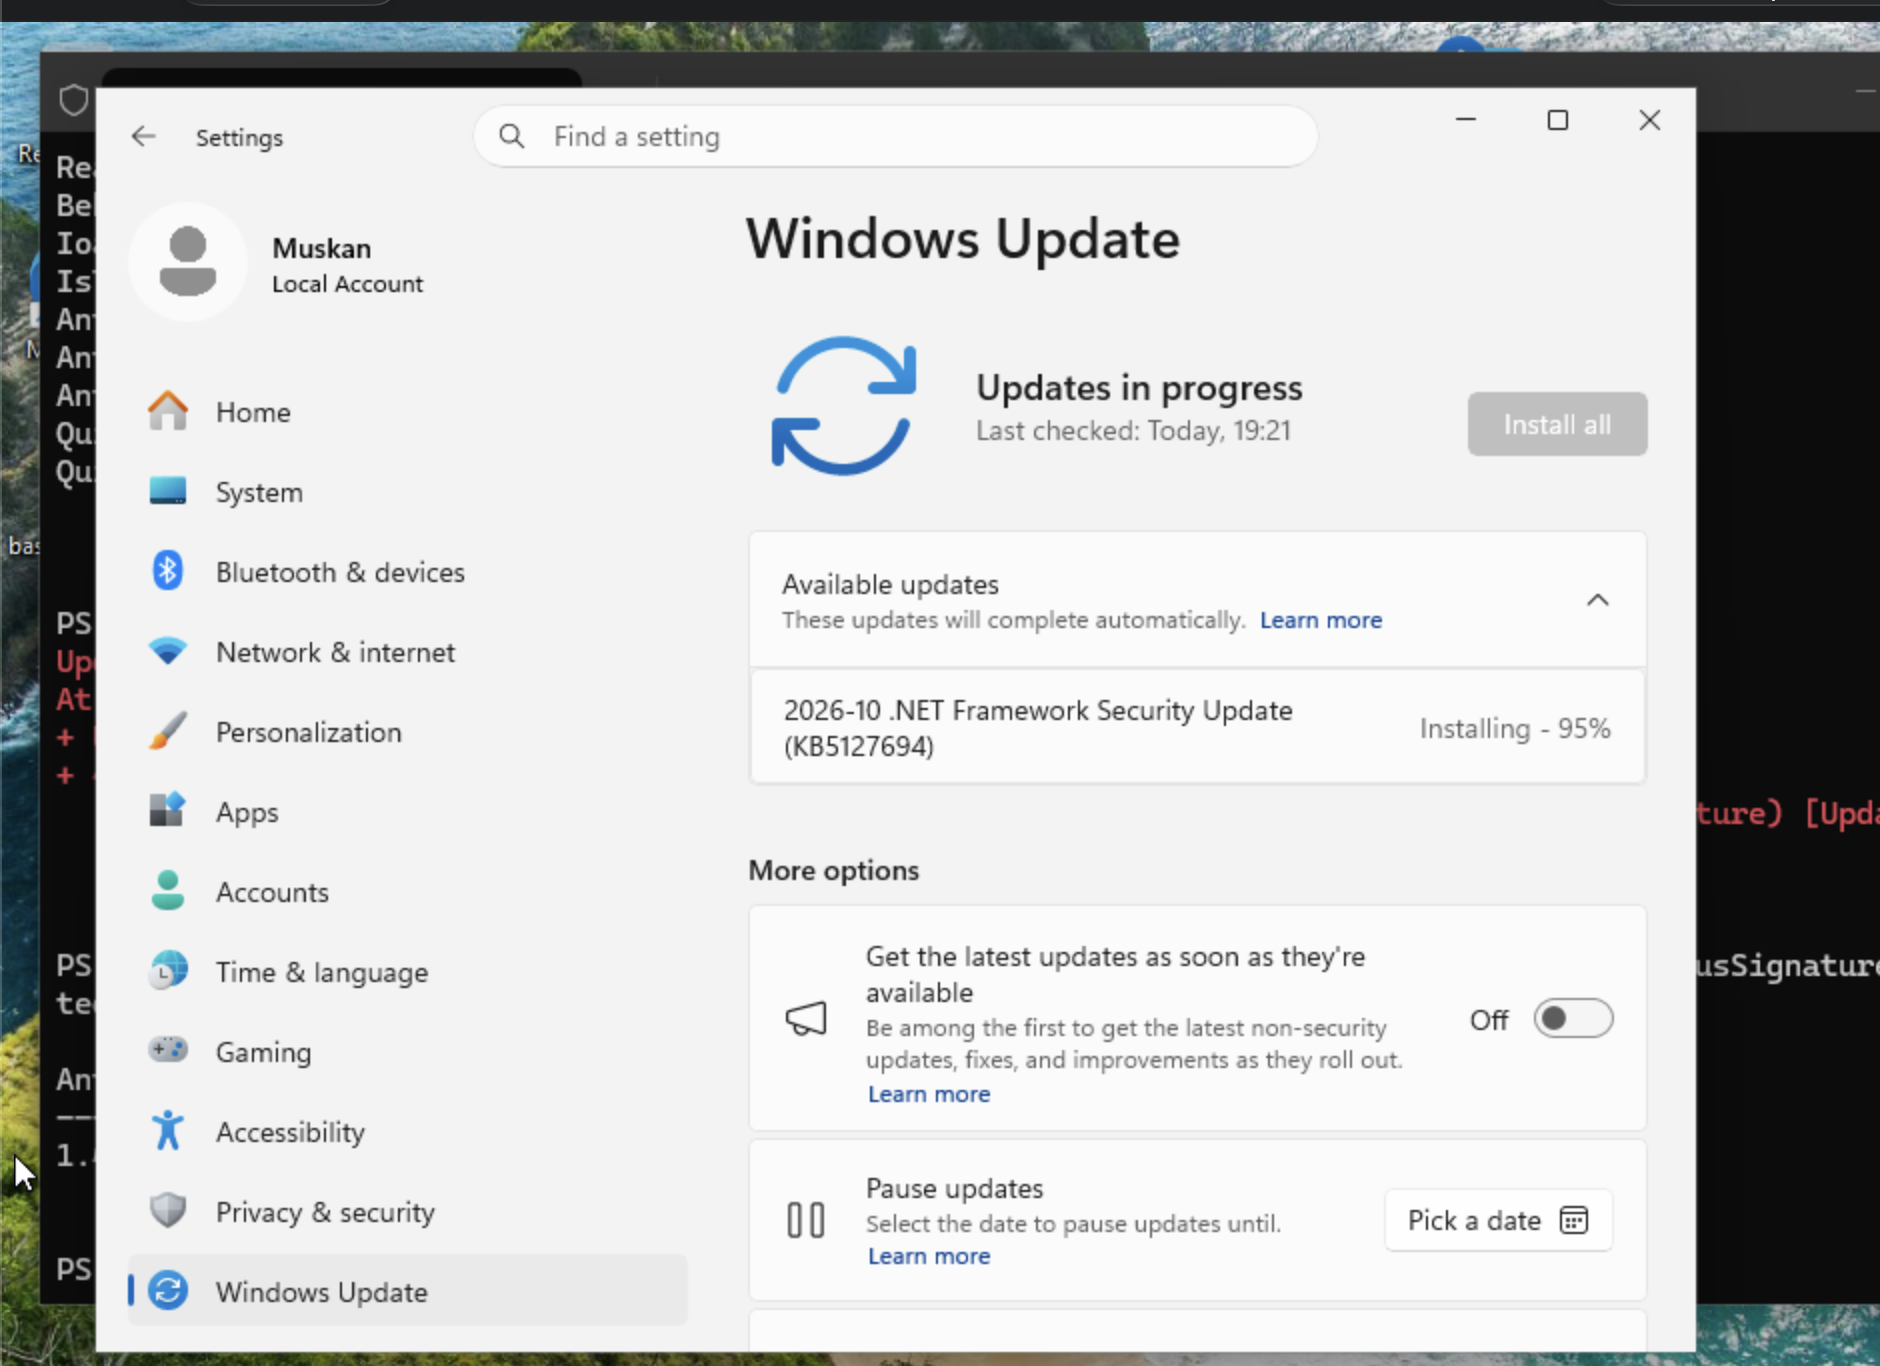 Settings
Find a setting
Muskan
Local Account
Home
System
Bluetooth & devices
Network & internet
Personalization
Apps
Accounts
Time & language
Gaming
Accessibility
Privacy & security
Windows Update
Windows Update
Updates in progress
Last checked: Today, 19:21
Install all
Available updates
These updates will complete automatically. Learn more
2026-10 .NET Framework Security Update
(KB5127694)
Installing - 95%
More options
Get the latest updates as soon as they're
available
Be among the first to get the latest non-security
updates, fixes, and improvements as they roll out.
Learn more
Off
Pause updates
Select the date to pause updates until.
Learn more
Pick a date
PS
At
+
+
ture) [Upda
PS
usSignature
PS